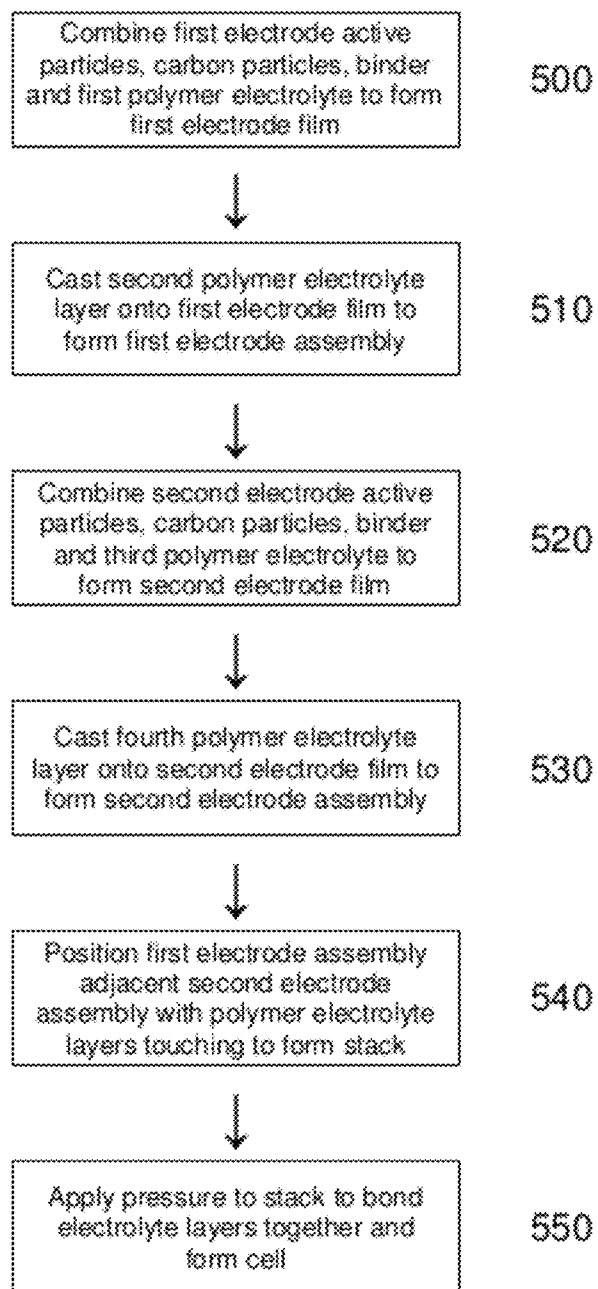 Combine first electrode active
particles, carbon particles, binder
and first polymer electrolyte to form
first electrode film
500
Cast second polymer electrolyte
layer onto first electrode film to
form first electrode assembly
510
Combine second electrode active
particles, carbon particles, binder
and third polymer electrolyte to
form second electrode film
520
Cast fourth polymer electrolyte
layer onto second electrode film to
form second electrode assembly
530
Position first electrode assembly
adjacent second electrode
assembly with polymer electrolyte
layers touching to form stack
540
Apply pressure to stack to bond
electrolyte layers together and
form cell
550